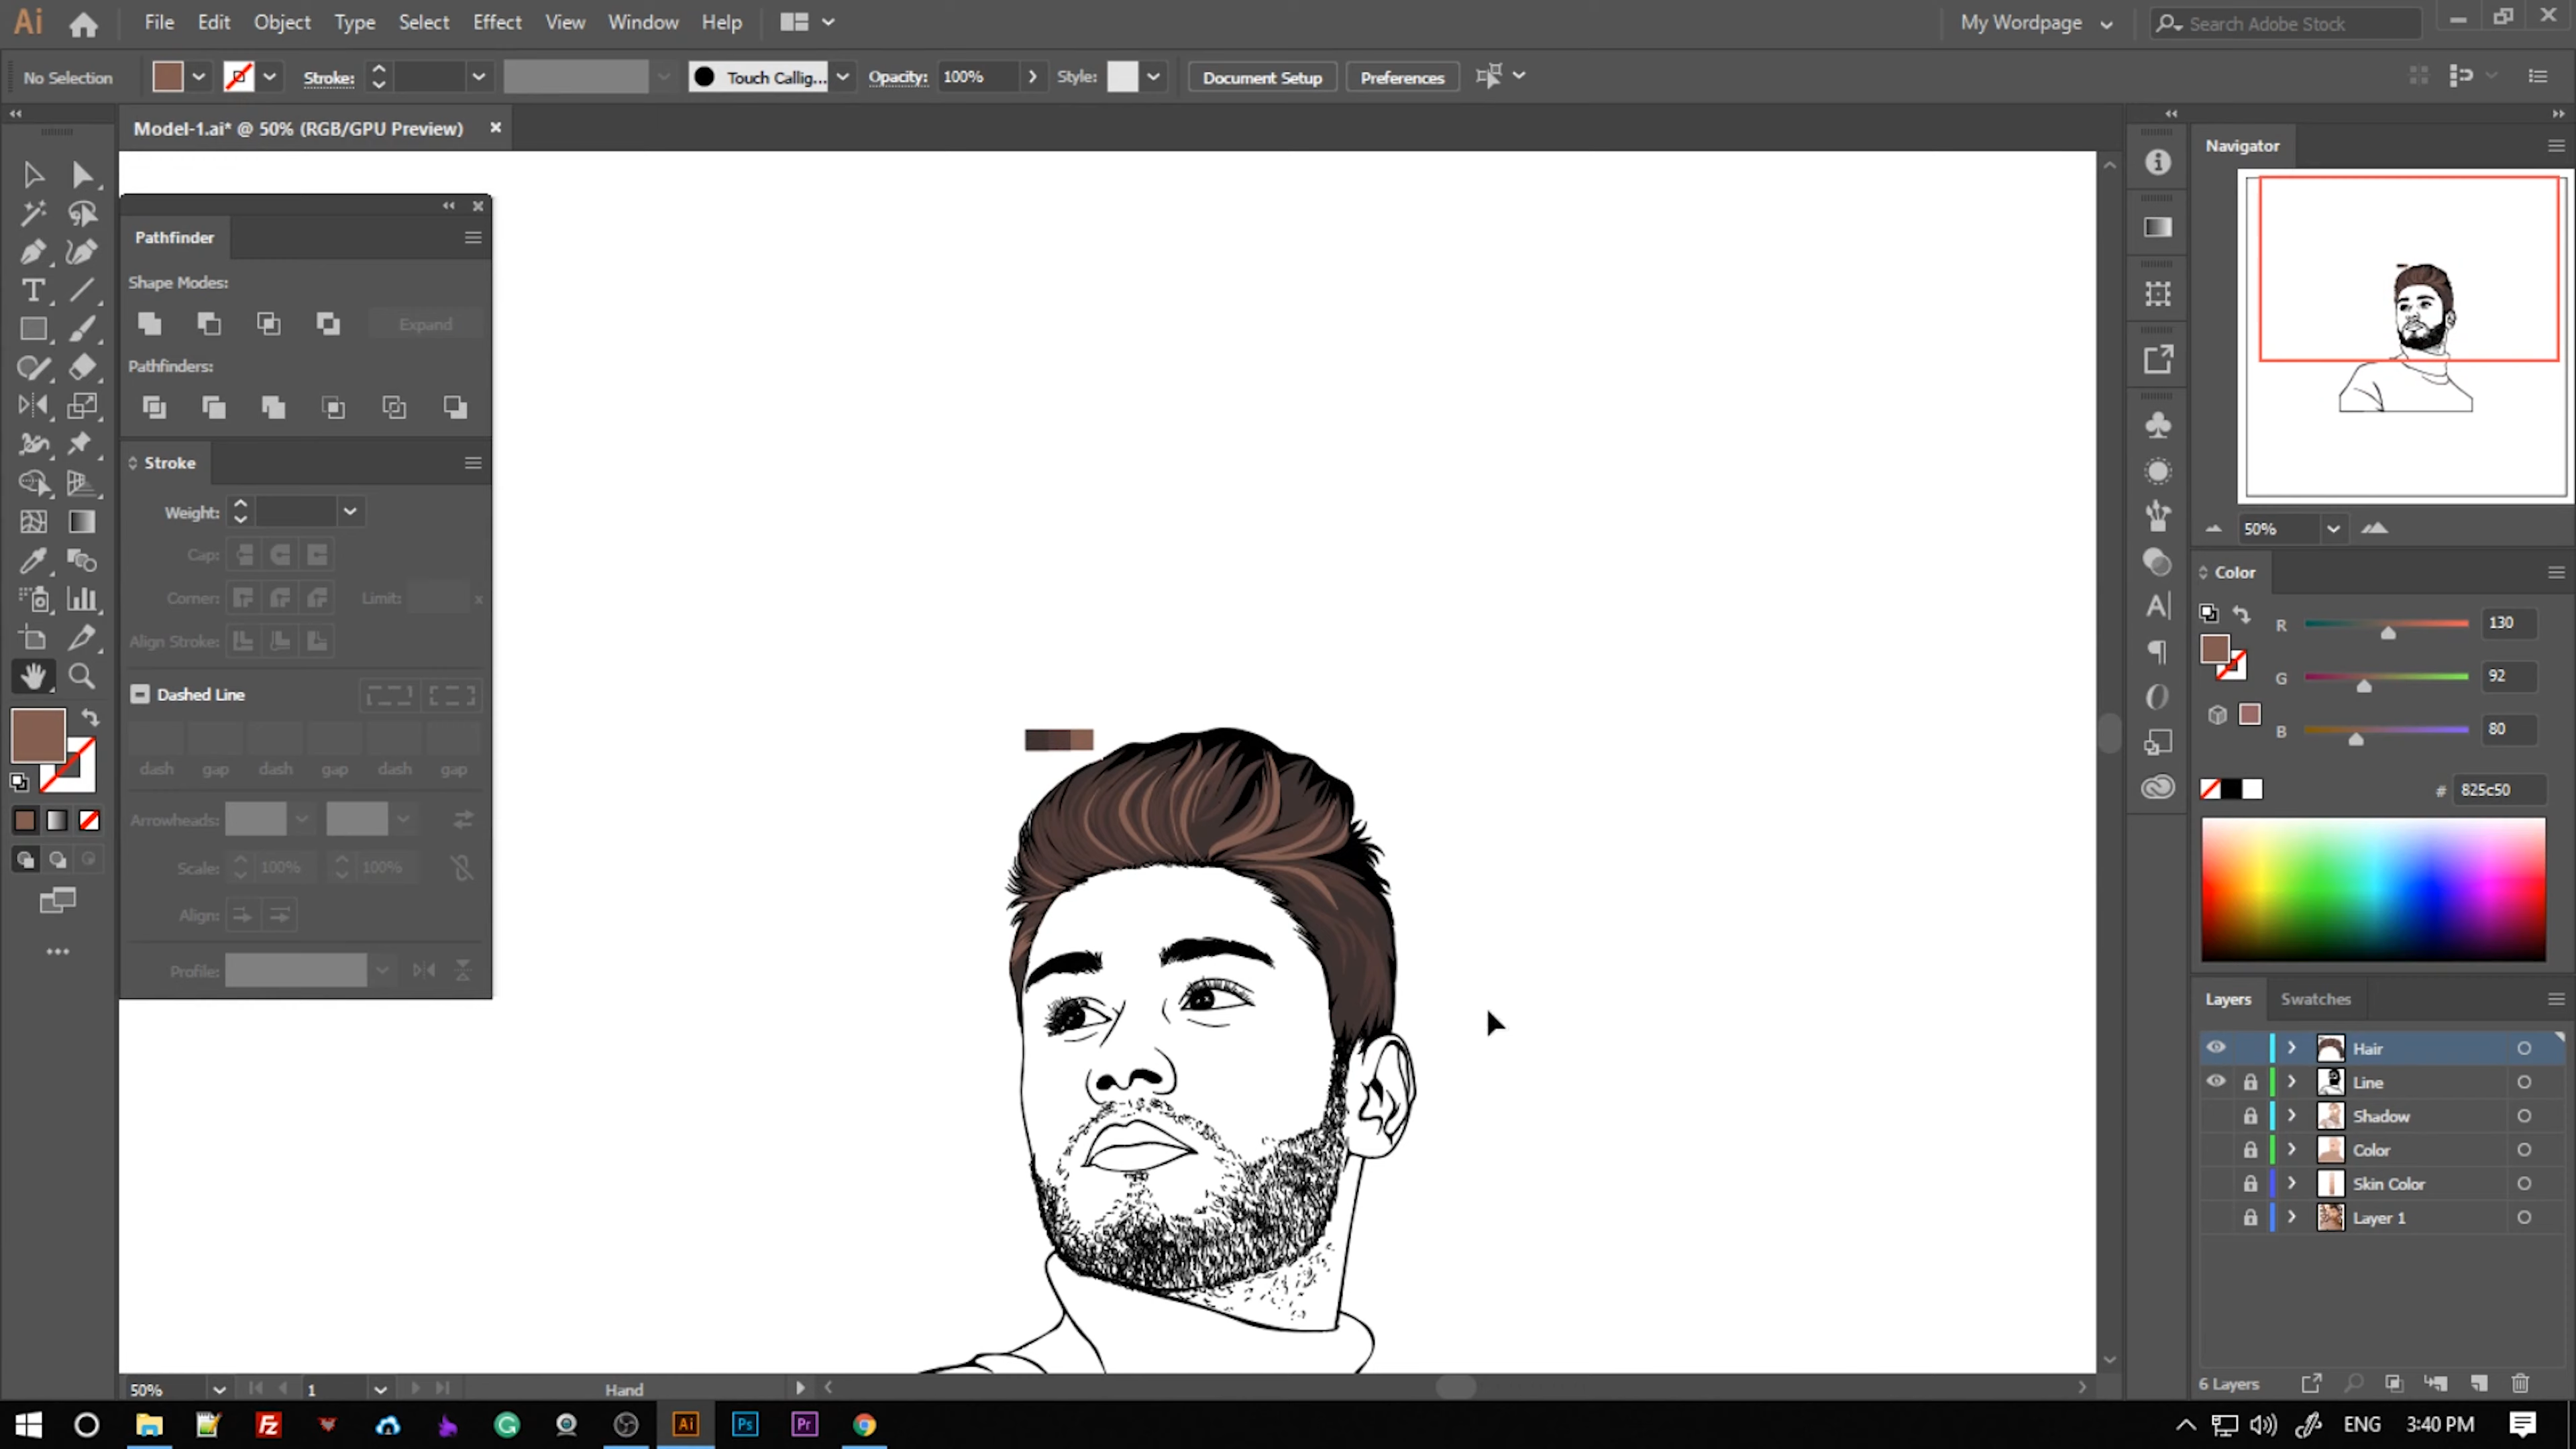 Ai File Edit Object Type Select Effect View Window Help My Wordpage Search Adobe Stock
No Selection Stroke: Touch Callig... Opacity: 100% Style: Document Setup Preferences
Model-1.ai* @ 50% (RGB/GPU Preview)
Pathfinder
Shape Modes:
Expand
Pathfinders:
Stroke
Weight:
Cap:
Corner: Limit: x
Align Stroke:
Dashed Line
dash gap dash gap dash gap
Arrowheads:
Scale: 100% 100%
Align:
Profile:
Navigator
50%
Color
R 130
G 92
B 80
# 825c50
Layers Swatches
Hair
Line
Shadow
Color
Skin Color
Layer 1
6 Layers
50% 1 Hand
Fz G Ai Ps Pr ENG 3:40 PM